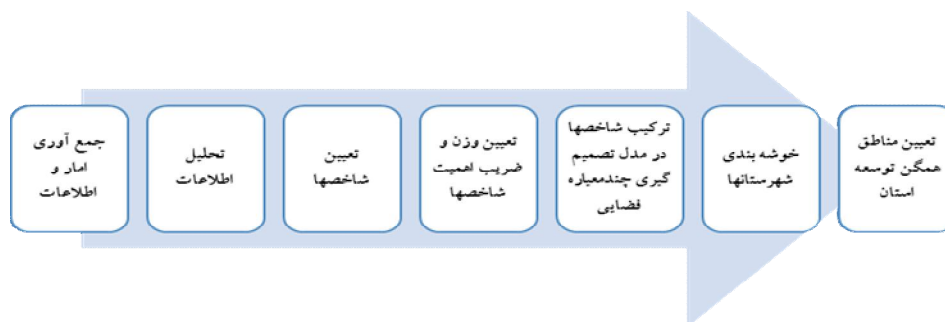 جمع آوری
امار و
اطلاعات
تحلیل
اطلاعات
تعیین
شاخصها
تعیین وزن و
ضریب اهمیت
شاخصها
ترکیب شاخصها
در مدل تصمیم
گیری چندمعیاره
فضایی
خوشه بندی
شهرستانها
تعیین مناطق
همگن توسعه
استان